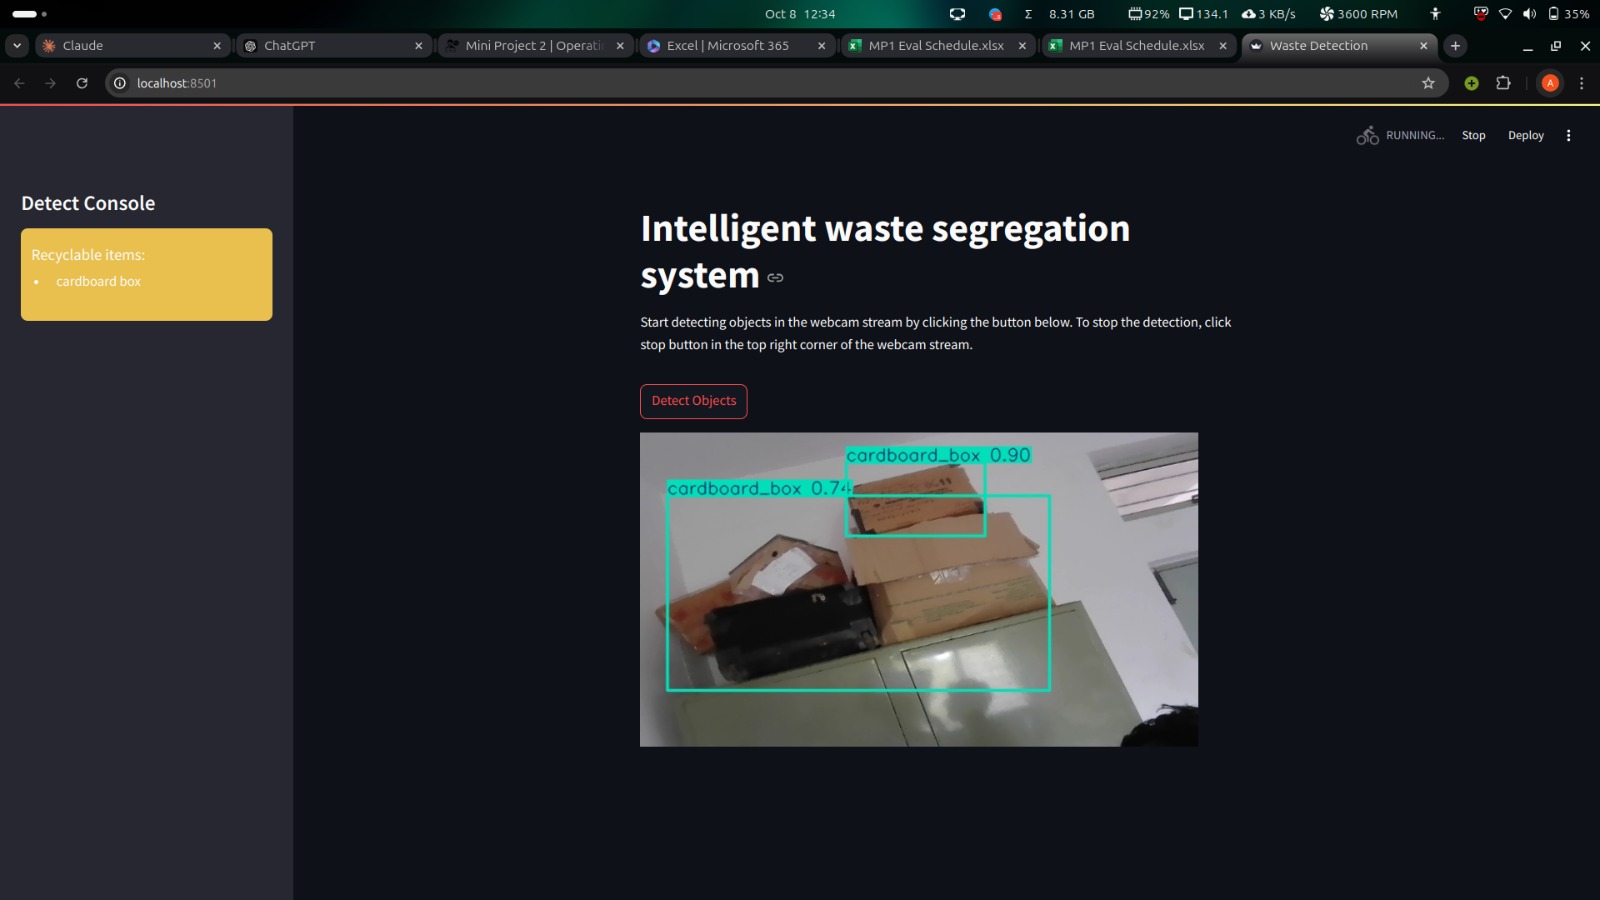 Oct 8 12:34
Σ 8.31 GB 92% 134.1 3 KB/s 3600 RPM 35%
Claude
ChatGPT
Mini Project 2 | Operati
Excel | Microsoft 365
MP1 Eval Schedule.xlsx
MP1 Eval Schedule.xlsx
Waste Detection
localhost:8501
A
RUNNING...
Stop
Deploy
Detect Console
Recyclable items:
• cardboard box
Intelligent waste segregation
system
Start detecting objects in the webcam stream by clicking the button below. To stop the detection, click
stop button in the top right corner of the webcam stream.
Detect Objects
cardboard_box 0.90
cardboard_box 0.74